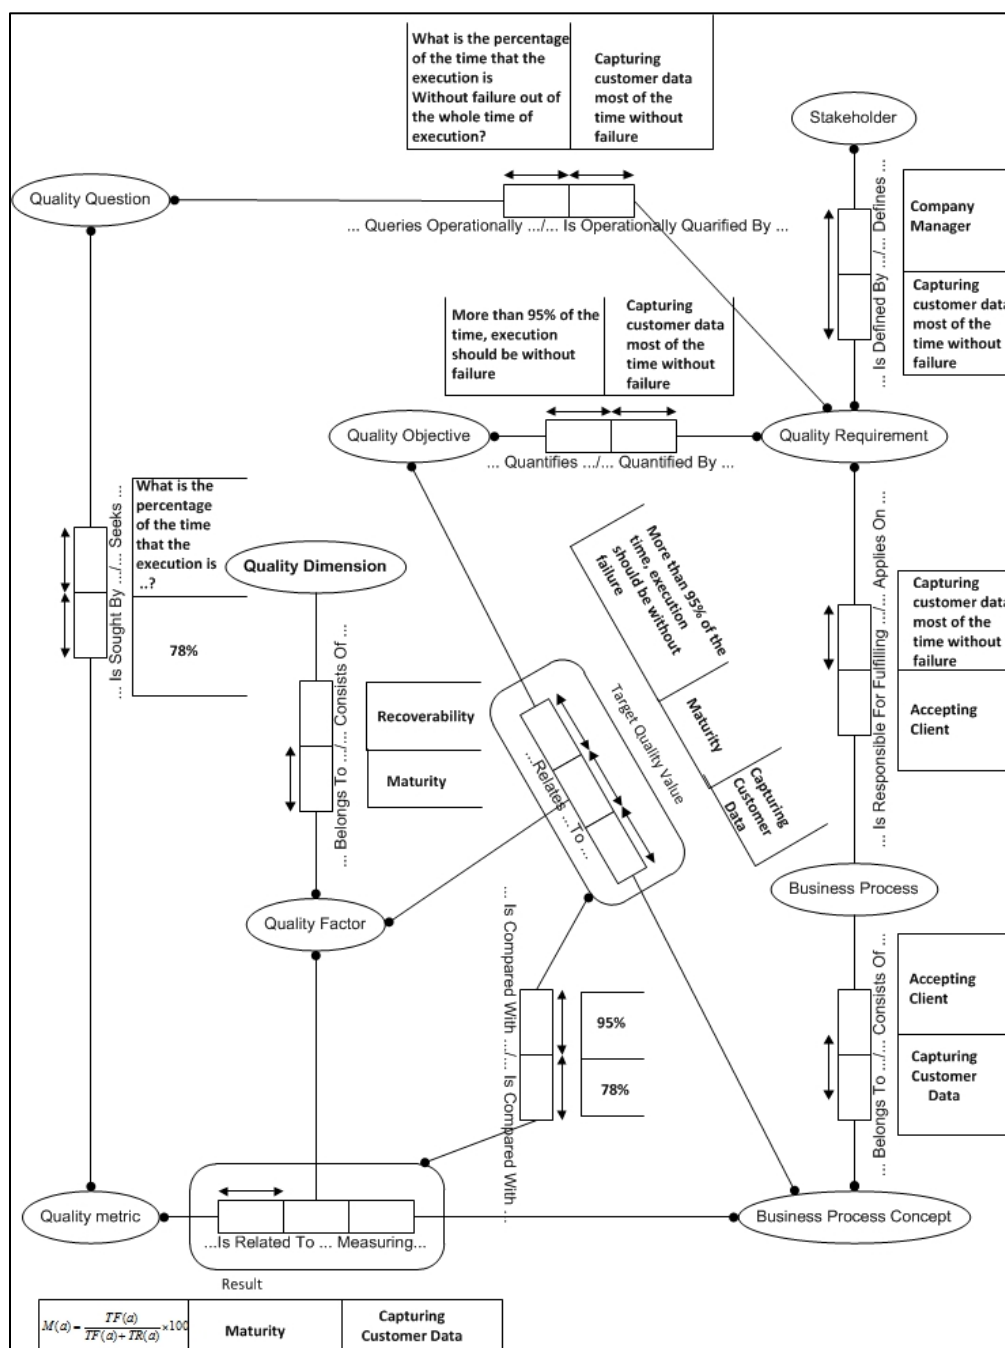 What is the percentage
of the time that the
execution is
Without failure out of
the whole time of
execution?
Capturing
customer data
most of the
time without
failure
Stakeholder
Quality Question
... Queries Operationally .../... Is Operationally Quarified By ...
... Is Defined By .../... Defines ...
Company
Manager
Capturing
customer data
most of the
time without
failure
More than 95% of the
time, execution
should be without
failure
Capturing
customer data
most of the
time without
failure
Quality Objective
... Quantifies .../... Quantified By ...
Quality Requirement
... Is Sought By .../... Seeks ...
What is the
percentage
of the time
that the
execution is
..?
78%
Quality Dimension
... Belongs To .../... Consists Of ...
Recoverability
Maturity
More than 95% of the
time, execution
should be without
failure
Maturity
Capturing
Customer
Data
Target Quality Value
...Relates ... To ...
... Is Responsible For Fulfilling .../... Applies On ...
Capturing
customer data
most of the
time without
failure
Accepting
Client
Business Process
Quality Factor
... Is Compared With .../... Is Compared With ...
95%
78%
... Belongs To .../... Consists Of ...
Accepting
Client
Capturing
Customer
Data
Quality metric
...Is Related To ... Measuring...
Business Process Concept
Result
M(a)= TF(a) / TF(a)+TR(a) ×100
Maturity
Capturing
Customer Data